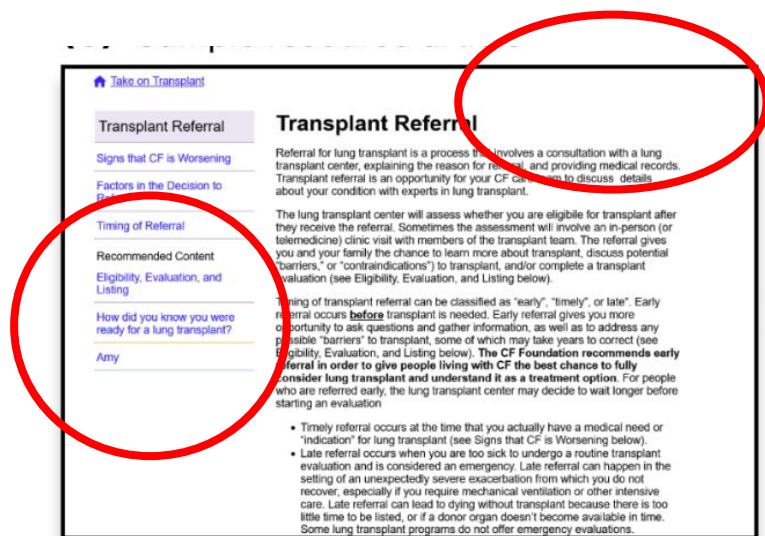 Take on Transplant
Transplant Referral
Signs that CF is Worsening
Factors in the Decision to
Timing of Referral
Recommended Content
Eligibility, Evaluation, and
Listing
How did you know you were
ready for a lung transplant?
Amy
Transplant Referral
Referral for lung transplant is a process that involves a consultation with a lung
transplant center, explaining the reason for referral, and providing medical records.
Transplant referral is an opportunity for your CF care team to discuss details
about your condition with experts in lung transplant.
The lung transplant center will assess whether you are eligibile for transplant after
they receive the referral. Sometimes the assessment will involve an in-person (or
telemedicine) clinic visit with members of the transplant team. The referral gives
you and your family the chance to learn more about transplant, discuss potential
"barriers," or "contraindications") to transplant, and/or complete a transplant
evaluation (see Eligibility, Evaluation, and Listing below).
Timing of transplant referral can be classified as "early", "timely", or late". Early
referral occurs before transplant is needed. Early referral gives you more
opportunity to ask questions and gather information, as well as to address any
possible "barriers" to transplant, some of which may take years to correct (see
Eligibility, Evaluation, and Listing below). The CF Foundation recommends early
referral in order to give people living with CF the best chance to fully
consider lung transplant and understand it as a treatment option. For people
who are referred early, the lung transplant center may decide to wait longer before
starting an evaluation
• Timely referral occurs at the time that you actually have a medical need or
"indication" for lung transplant (see Signs that CF is Worsening below).
• Late referral occurs when you are too sick to undergo a routine transplant
evaluation and is considered an emergency. Late referral can happen in the
setting of an unexpectedly severe exacerbation from which you do not
recover, especially if you require mechanical ventilation or other intensive
care. Late referral can lead to dying without transplant because there is too
little time to be listed, or if a donor organ doesn't become available in time.
Some lung transplant programs do not offer emergency evaluations.